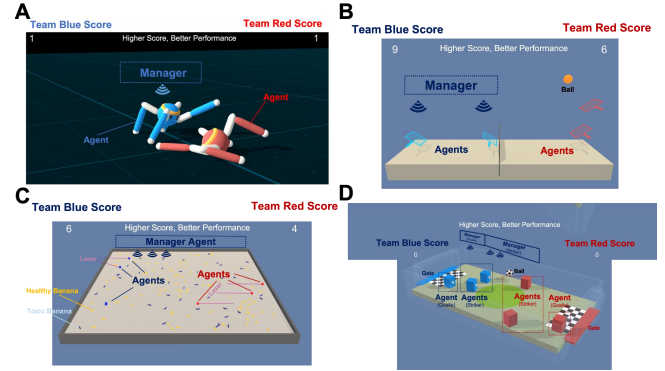 A
Team Blue Score
Team Red Score
1
Higher Score, Better Performance
1
Manager
Agent
Agent
B
Team Blue Score
Team Red Score
9
Higher Score, Better Performance
6
Manager
Ball
Agents
Agents
C
Team Blue Score
Team Red Score
6
Higher Score, Better Performance
4
Manager Agent
Laser
Agents
Agents
Laser
Healthy Banana
Toxic Banana
D
Higher Score, Better Performance
Team Blue Score
Team Red Score
0
0
Manager
Manager
(Striker)
Ball
Gate
Agent
(Goalie)
Agents
(Striker)
Agents
(Striker)
Agent
(Goalie)
Gate